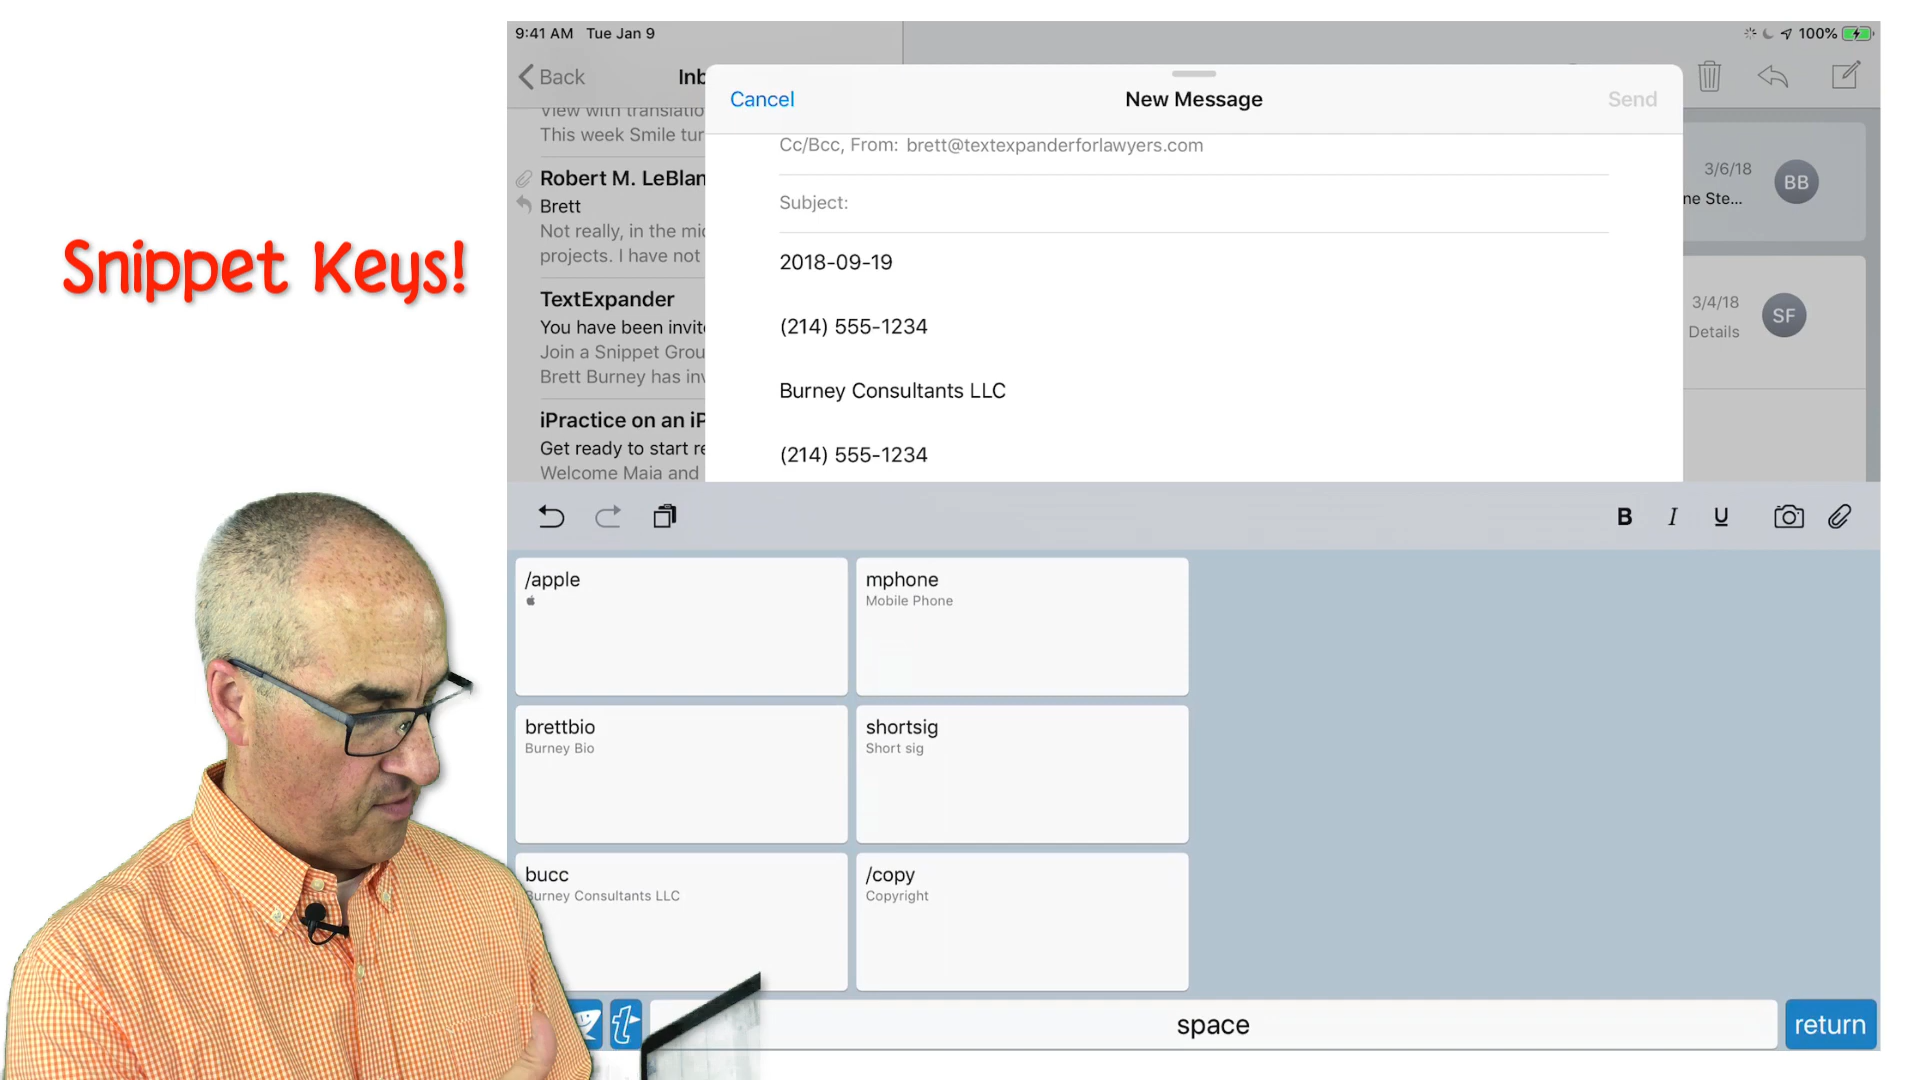 Snippet Keys!
9:41 AM Tue Jan 9
100%
Back
Inb
View with translatio
This week Smile tur
Robert M. LeBlan
Brett
Not really, in the mid
projects. I have not
TextExpander
You have been invite
Join a Snippet Grou
Brett Burney has inv
iPractice on an iP
Get ready to start re
Welcome Maia and
Cancel
New Message
Send
Cc/Bcc, From: brett@textexpanderforlawyers.com
Subject:
2018-09-19
(214) 555-1234
Burney Consultants LLC
(214) 555-1234
3/6/18
BB
ne Ste...
3/4/18
SF
Details
B I U
/apple
mphone
Mobile Phone
brettbio
Burney Bio
shortsig
Short sig
bucc
Burney Consultants LLC
/copy
Copyright
t
space
return